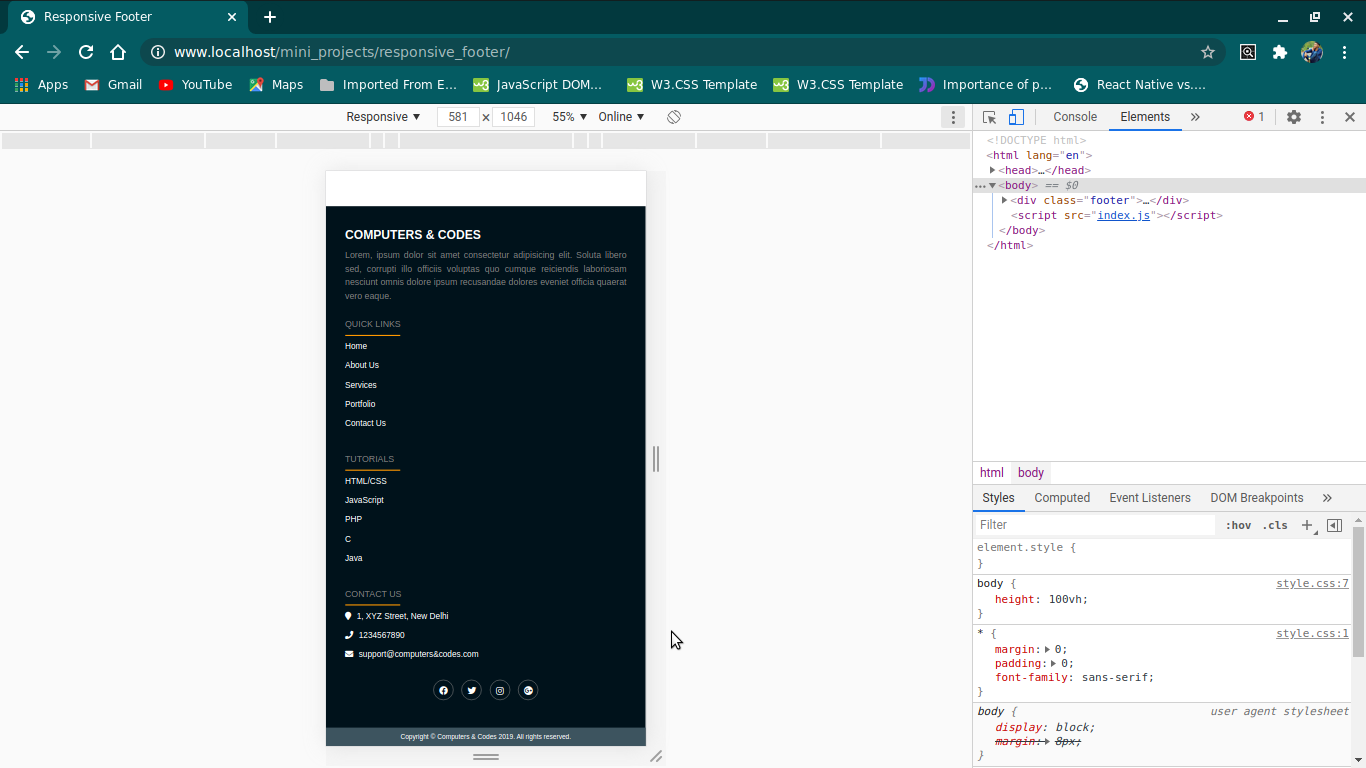 Responsive Footer
www.localhost/mini_projects/responsive_footer/
Apps Gmail YouTube Maps Imported From E... JavaScript DOM... W3.CSS Template W3.CSS Template Importance of p... React Native vs....
Responsive 581 × 1046 55% Online
Console Elements 1
<!DOCTYPE html>
<html lang="en">
<head>…</head>
<body> == $0
<div class="footer">…</div>
<script src="index.js"></script>
</body>
</html>
COMPUTERS & CODES
Lorem, ipsum dolor sit amet consectetur adipisicing elit. Soluta libero
sed, corrupti illo officiis voluptas quo cumque reiciendis laboriosam
nesciunt omnis dolore ipsum recusandae dolores eveniet officia quaerat
vero eaque.
QUICK LINKS
Home
About Us
Services
Portfolio
Contact Us
TUTORIALS
HTML/CSS
JavaScript
PHP
C
Java
CONTACT US
1, XYZ Street, New Delhi
1234567890
support@computers&codes.com
Copyright © Computers & Codes 2019. All rights reserved.
html body
Styles Computed Event Listeners DOM Breakpoints
Filter :hov .cls
element.style {
}
body { style.css:7
height: 100vh;
}
* { style.css:1
margin: 0;
padding: 0;
font-family: sans-serif;
}
body { user agent stylesheet
display: block;
margin: 8px;
}